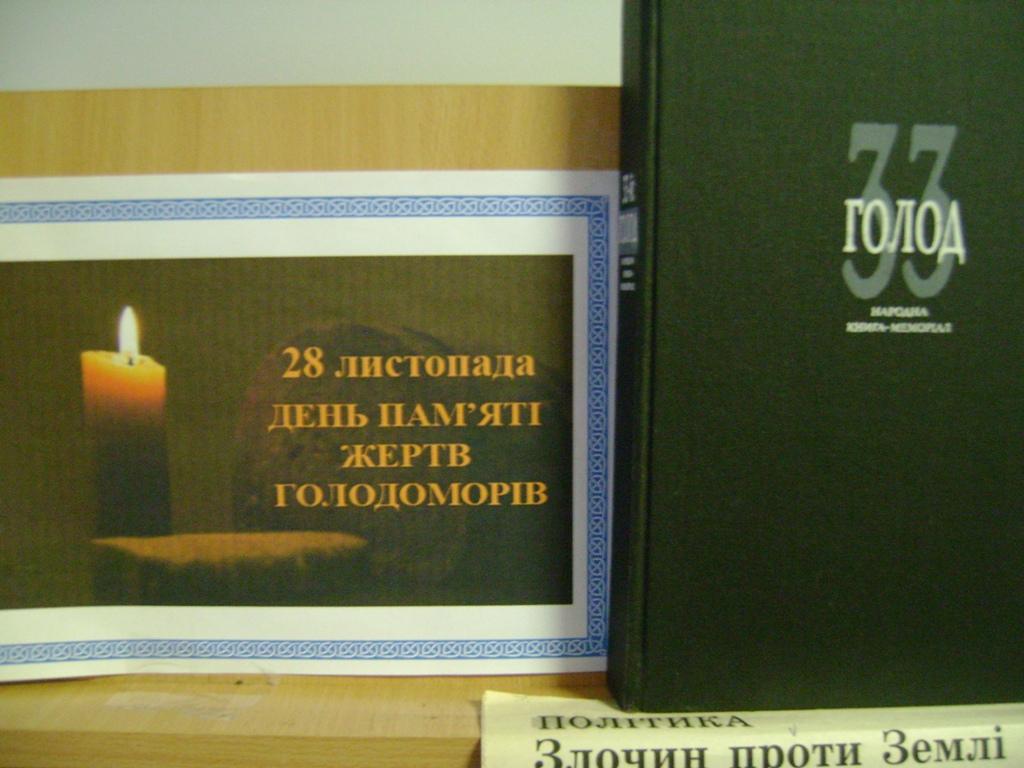 28 листопада
ДЕНЬ ПАМ’ЯТІ
ЖЕРТВ
ГОЛОДОМОРІВ
33
ГОЛОД
НАРОДНА
КНИГА-МЕМОРІАЛ
ПОЛІТИКА
Злочин проти Землі